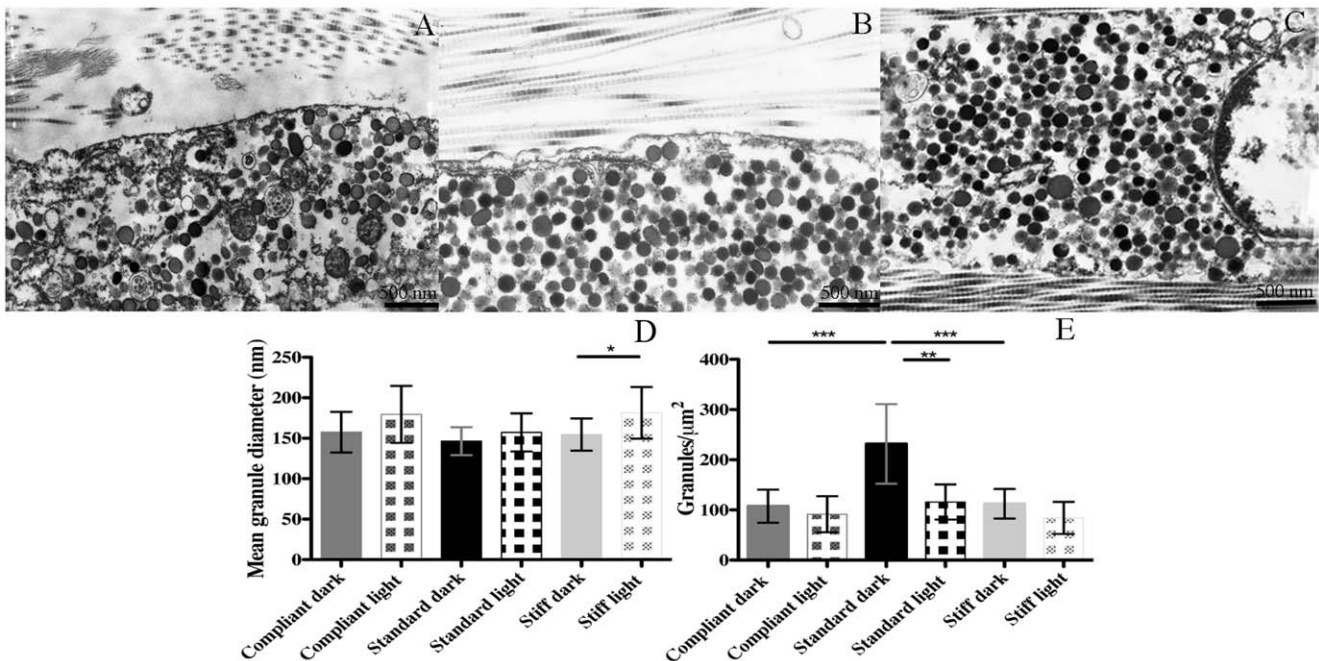 A
B
C
500 nm
500 nm
500 nm
D
*
Mean granule diameter (nm)
250
200
150
100
50
0
Compliant dark
Compliant light
Standard dark
Standard light
Stiff dark
Stiff light
E
***
***
**
Granules/μm²
400
300
200
100
0
Compliant dark
Compliant light
Standard dark
Standard light
Stiff dark
Stiff light